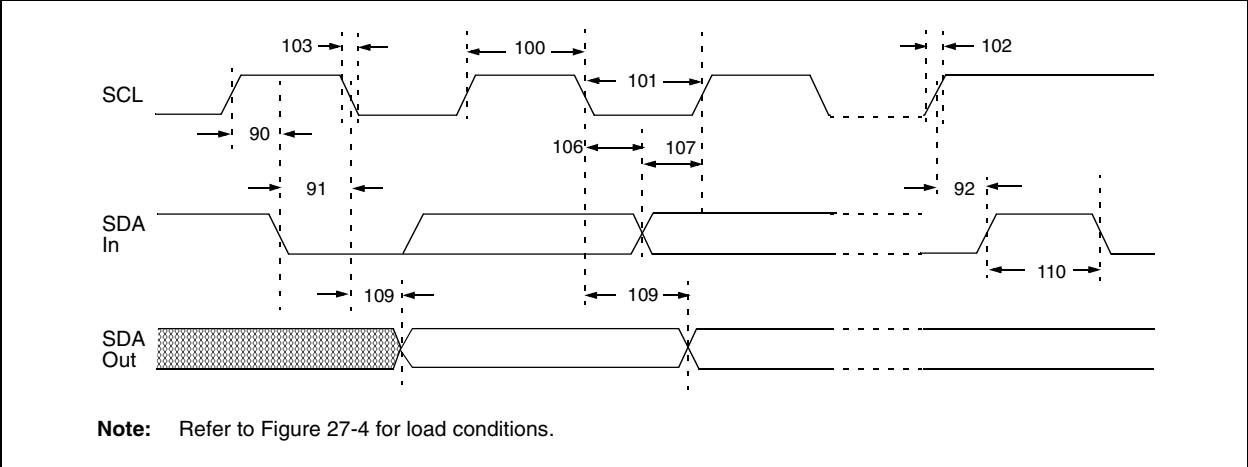 103
100
102
101
SCL
90
106
107
91
92
SDA
In
110
109
109
SDA
Out
Note: Refer to Figure 27-4 for load conditions.